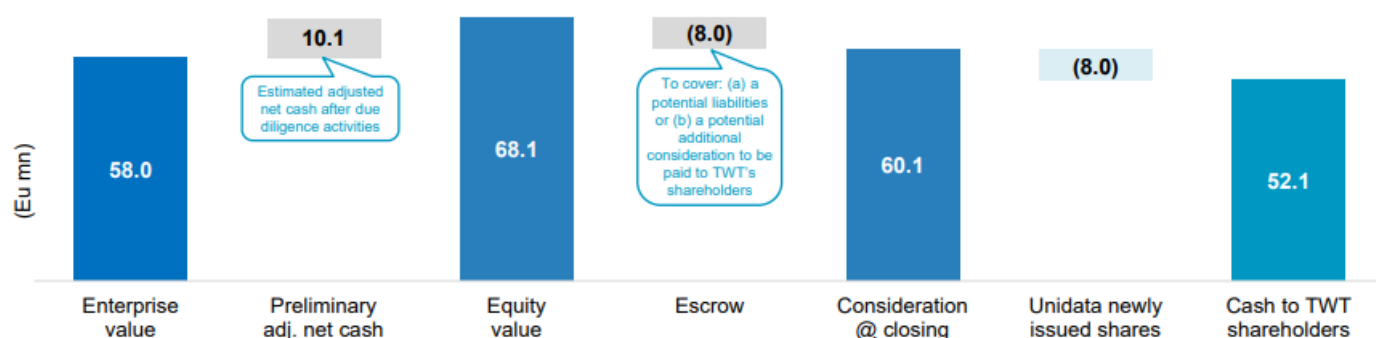 10.1
(8.0)
(8.0)
Estimated adjusted
net cash after due
diligence activities
To cover: (a) a
potential liabilities
or (b) a potential
additional
consideration to be
paid to TWT's
shareholders
(Eu mn)
58.0
68.1
60.1
52.1
Enterprise
value
Preliminary
adj. net cash
Equity
value
Escrow
Consideration
@ closing
Unidata newly
issued shares
Cash to TWT
shareholders